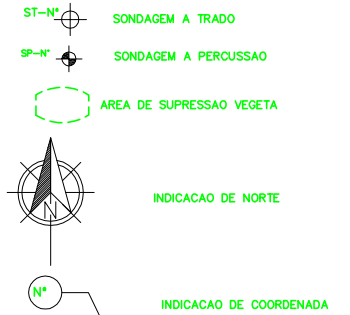 ST-N° SONDAGEM A TRADO
SP-N° SONDAGEM A PERCUSSAO
AREA DE SUPRESSAO VEGETA
N
INDICACAO DE NORTE
N°
INDICACAO DE COORDENADA